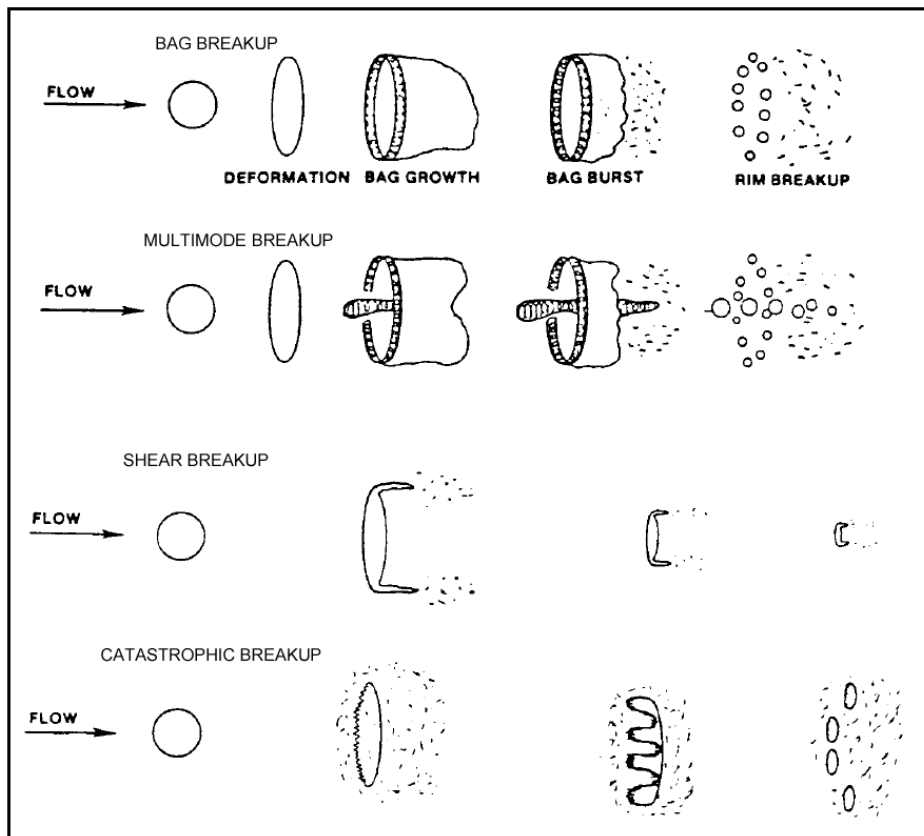 BAG BREAKUP
FLOW
DEFORMATION BAG GROWTH BAG BURST RIM BREAKUP
MULTIMODE BREAKUP
FLOW
SHEAR BREAKUP
FLOW
CATASTROPHIC BREAKUP
FLOW